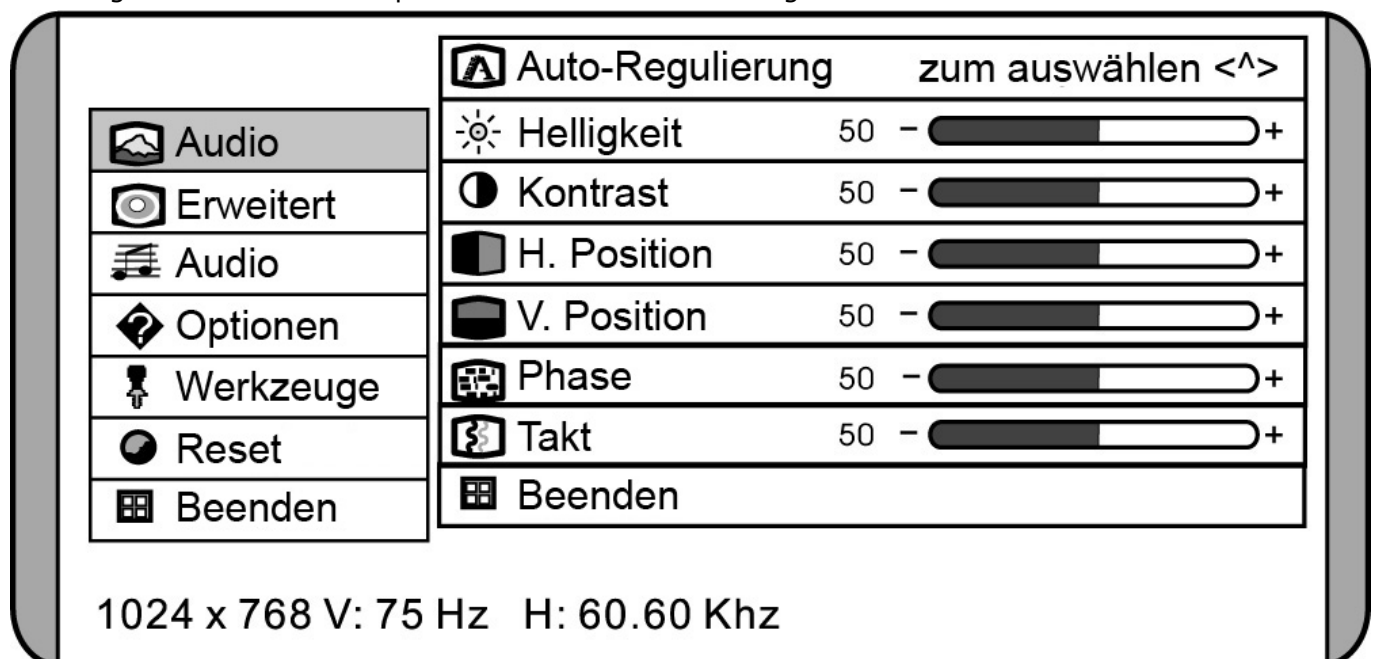 Auto-Regulierung zum auswählen <^>
Audio
Erweitert
Audio
Optionen
Werkzeuge
Reset
Beenden
Helligkeit 50 - +
Kontrast 50 - +
H. Position 50 - +
V. Position 50 - +
Phase 50 - +
Takt 50 - +
Beenden
1024 x 768 V: 75 Hz H: 60.60 Khz